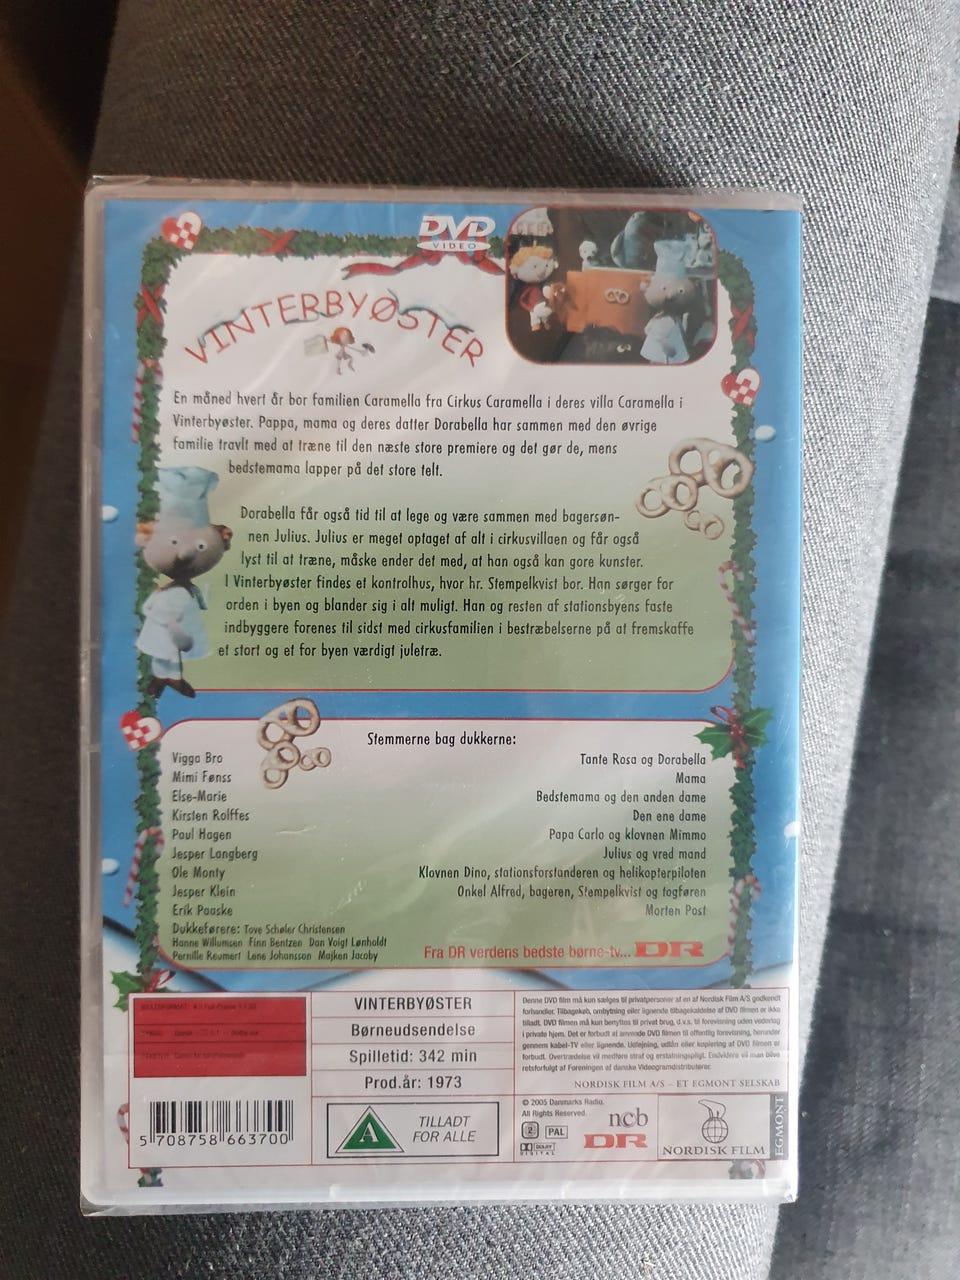 DVD
VIDEO
VINTERBYØSTER
En måned hvert år bor familien Caramella fra Cirkus Caramella i deres villa Caramella i
Vinterbyøster. Pappa, mama og deres datter Dorabella har sammen med den øvrige
familie travlt med at træne til den næste store premiere og det gør de, mens
bedstemama lapper på det store telt.
Dorabella får også tid til at lege og være sammen med bagersøn-
nen Julius. Julius er meget optaget af alt i cirkusvillaen og får også
lyst til at træne, måske ender det med, at han også kan gore kunster.
I Vinterbyøster findes et kontrolhus, hvor hr. Stempelkvist bor. Han sørger for
orden i byen og blander sig i alt muligt. Han og resten af stationsbyens faste
indbyggere forenes til sidst med cirkusfamilien i bestræbelserne på at fremskaffe
et stort og et for byen værdigt juletræ.
Stemmerne bag dukkerne:
Vigga Bro Tante Rosa og Dorabella
Mimi Fønss Mama
Else-Marie Bedstemama og den anden dame
Kirsten Rolffes Den ene dame
Paul Hagen Papa Carlo og klovnen Mimmo
Jesper Langberg Julius og vred mand
Ole Monty Klovnen Dino, stationsforstanderen og helikopterpiloten
Jesper Klein Onkel Alfred, bageren, Stempelkvist og togføren
Erik Paaske Morten Post
Dukkeførere: Tove Schøler Christensen
Hanne Willumsen Finn Bentzen Dan Voigt Lønholdt
Pernille Reumert Lene Johansson Majken Jacoby
Fra DR verdens bedste børne-tv... DR
VINTERBYØSTER
Børneudsendelse
Spilletid: 342 min
Prod.år: 1973
Denne DVD film må kun sælges til privatpersoner af en af Nordisk Film A/S godkendt
forhandler. Tilbagekøb, ombytning eller lignende tilbagekaldelse af DVD filmen er ikke
tilladt. DVD filmen må kun benyttes til privat brug, d.v.s. til forevisning uden vederlag
i private hjem. Det er forbudt at anvende DVD filmen til offentlig forevisning, herunder
gennem kabel-TV eller lignende. Udlejning, udlån eller kopiering af DVD filmen er
forbudt. Overtrædelse vil medføre straf og erstatningspligt. Endvidere vil man blive
retsforfulgt af Foreningen af danske Videogramdistributører.
NORDISK FILM A/S – ET EGMONT SELSKAB
5 708758 663700
A
TILLADT
FOR ALLE
© 2005 Danmarks Radio.
All Rights Reserved.
2 PAL
DOLBY
DIGITAL
ncb
DR
NORDISK FILM
EGMONT